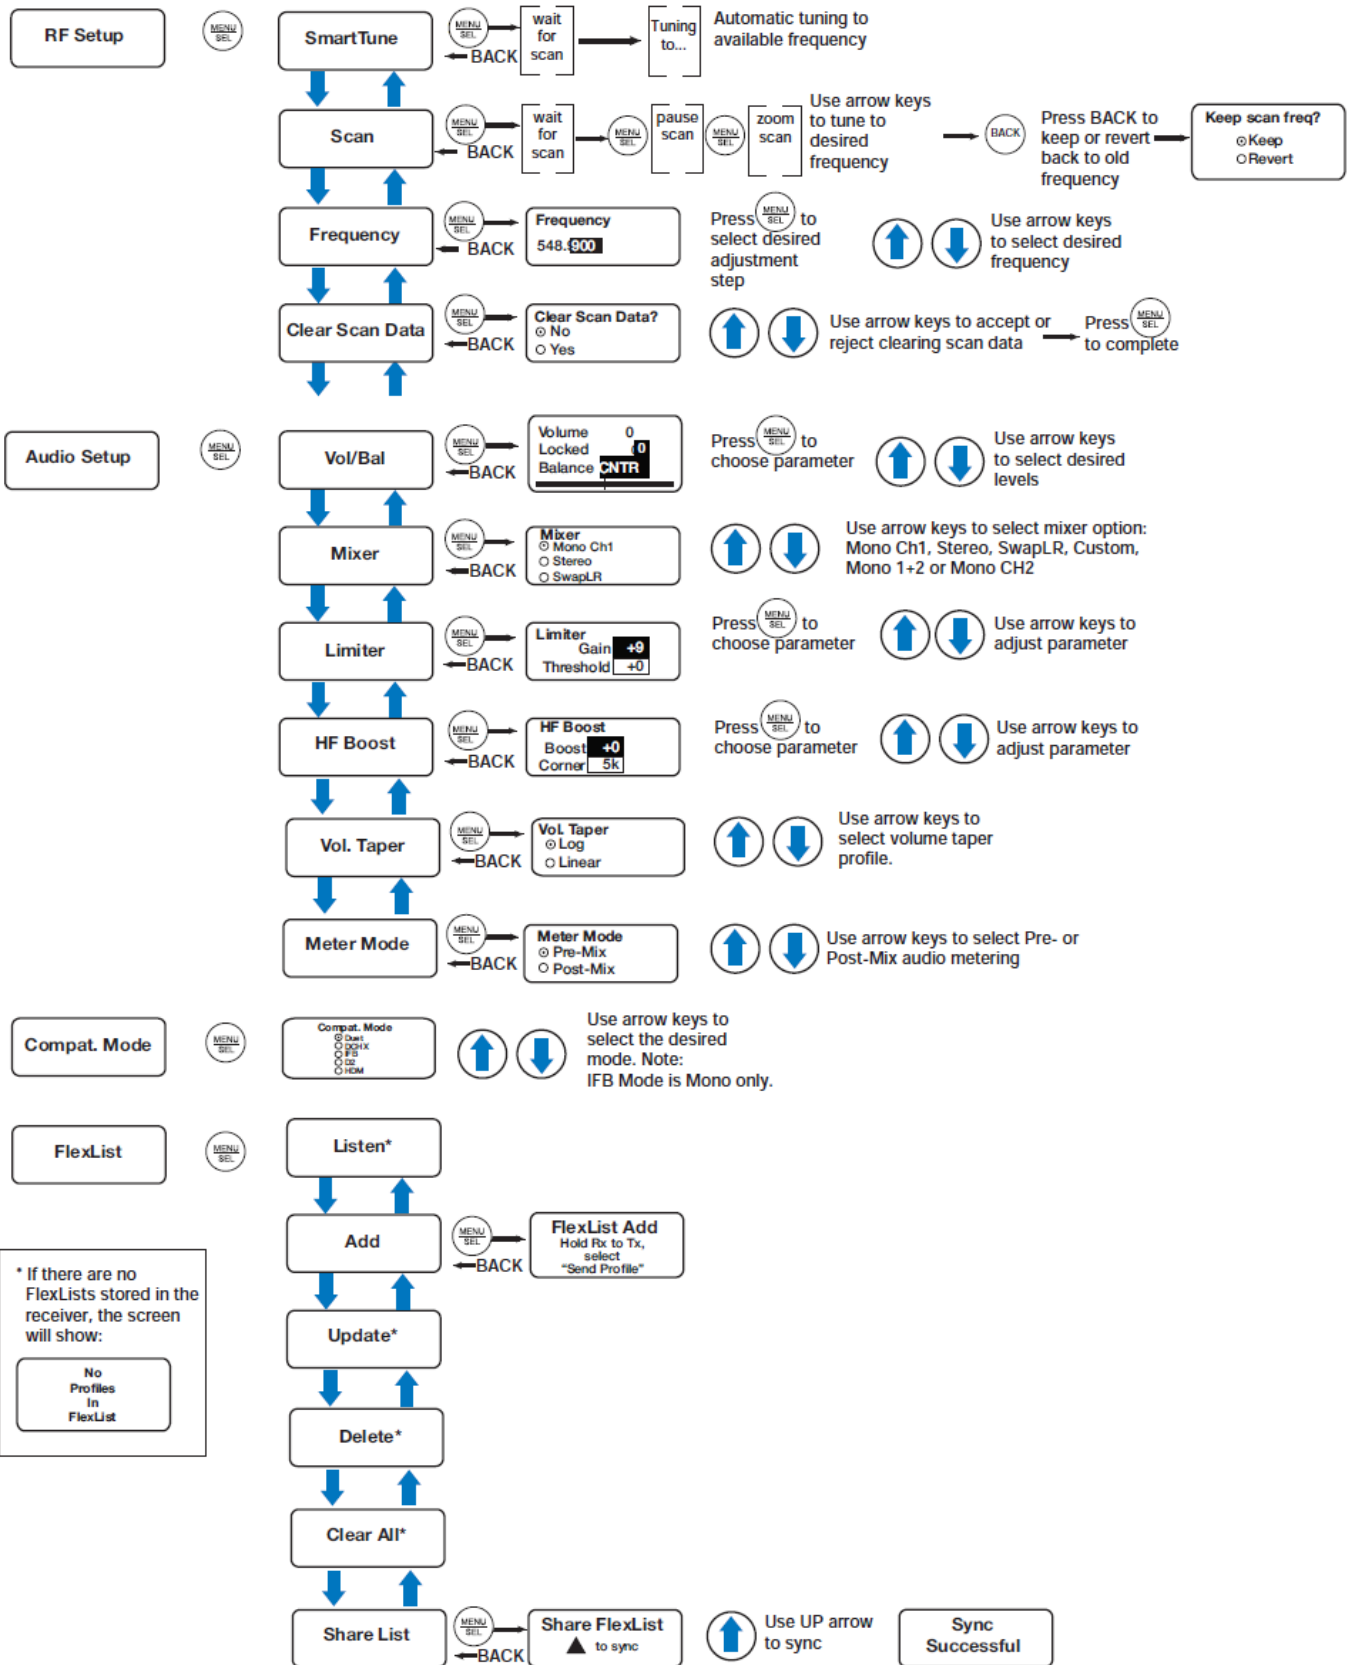 RF Setup
MENU
SEL
SmartTune
MENU
SEL
BACK
wait
for
scan
Tuning
to...
Automatic tuning to
available frequency
Scan
MENU
SEL
BACK
wait
for
scan
MENU
SEL
pause
scan
MENU
SEL
zoom
scan
Use arrow keys
to tune to
desired
frequency
BACK
Press BACK to
keep or revert
back to old
frequency
Keep scan freq?
Keep
Revert
Frequency
MENU
SEL
BACK
Frequency
548.900
Press MENU SEL to
select desired
adjustment
step
Use arrow keys
to select desired
frequency
Clear Scan Data
MENU
SEL
BACK
Clear Scan Data?
No
Yes
Use arrow keys to accept or
reject clearing scan data
Press MENU SEL
to complete
Audio Setup
MENU
SEL
Vol/Bal
MENU
SEL
BACK
Volume 0
Locked 0
Balance CNTR
Press MENU SEL to
choose parameter
Use arrow keys
to select desired
levels
Mixer
MENU
SEL
BACK
Mixer
Mono Ch1
Stereo
SwapLR
Use arrow keys to select mixer option:
Mono Ch1, Stereo, SwapLR, Custom,
Mono 1+2 or Mono CH2
Limiter
MENU
SEL
BACK
Limiter
Gain +9
Threshold +0
Press MENU SEL to
choose parameter
Use arrow keys to
adjust parameter
HF Boost
MENU
SEL
BACK
HF Boost
Boost +0
Corner 5k
Press MENU SEL to
choose parameter
Use arrow keys to
adjust parameter
Vol. Taper
MENU
SEL
BACK
Vol. Taper
Log
Linear
Use arrow keys to
select volume taper
profile.
Meter Mode
MENU
SEL
BACK
Meter Mode
Pre-Mix
Post-Mix
Use arrow keys to select Pre- or
Post-Mix audio metering
Compat. Mode
MENU
SEL
Compat. Mode
Duet
DCHX
IFB
D2
HDM
Use arrow keys to
select the desired
mode. Note:
IFB Mode is Mono only.
FlexList
MENU
SEL
Listen*
Add
MENU
SEL
BACK
FlexList Add
Hold Rx to Tx,
select
"Send Profile"
* If there are no
FlexLists stored in the
receiver, the screen
will show:
No
Profiles
In
FlexList
Update*
Delete*
Clear All*
Share List
MENU
SEL
BACK
Share FlexList
to sync
Use UP arrow
to sync
Sync
Successful